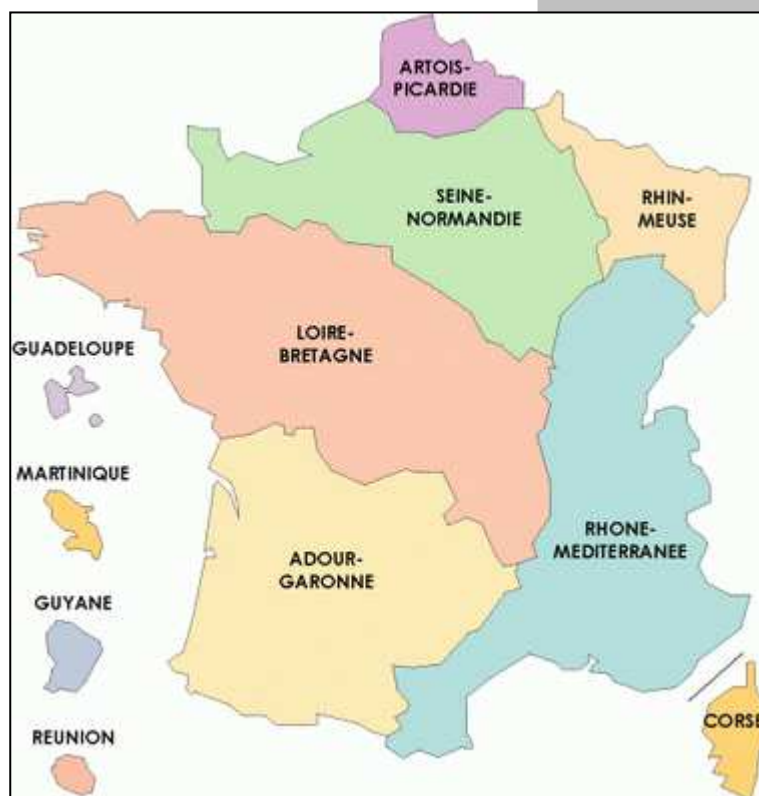 ARTOIS-
PICARDIE
SEINE-
NORMANDIE
RHIN-
MEUSE
LOIRE-
BRETAGNE
GUADELOUPE
MARTINIQUE
RHONE-
MEDITERRANEE
ADOUR-
GARONNE
GUYANE
REUNION
CORSE